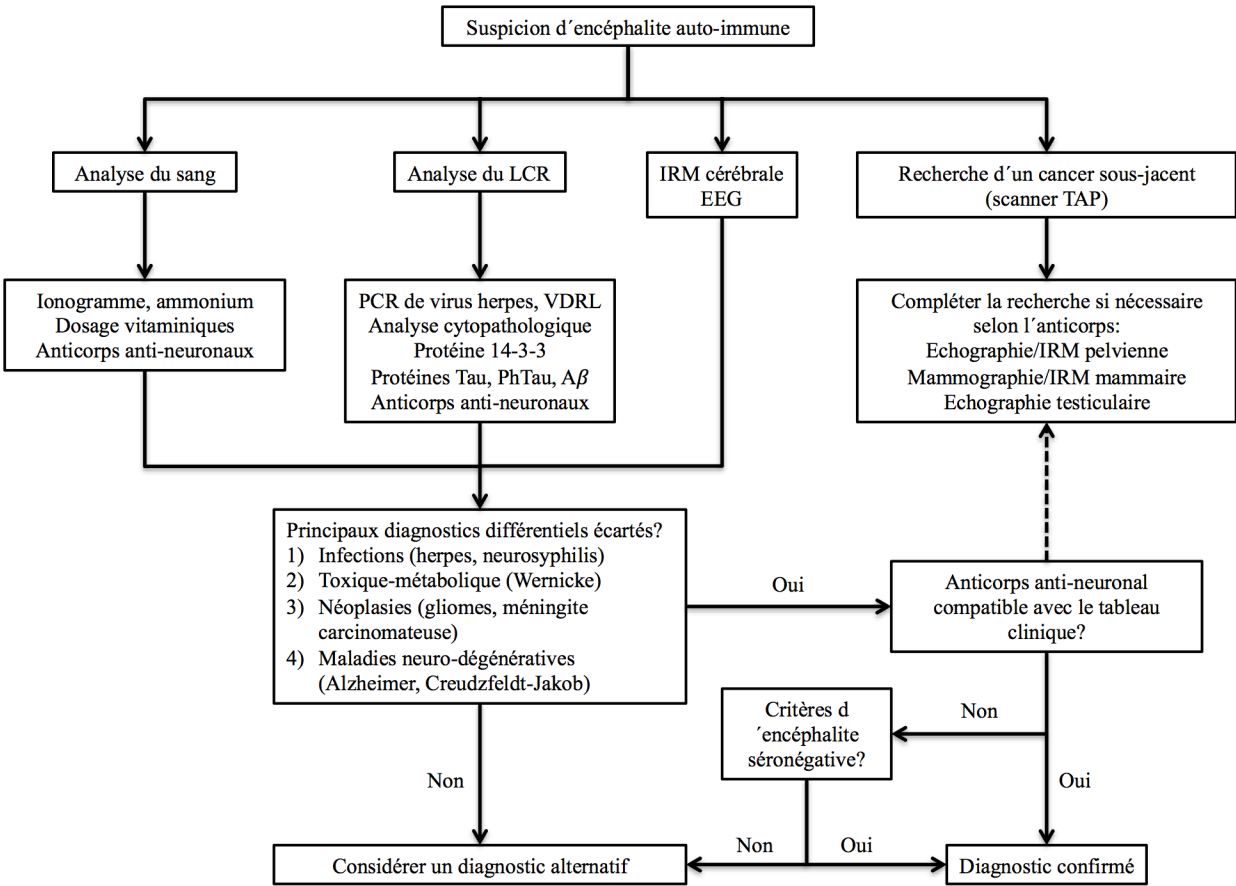 Suspicion d´encéphalite auto-immune
Analyse du sang
Analyse du LCR
IRM cérébrale
EEG
Recherche d´un cancer sous-jacent
(scanner TAP)
Ionogramme, ammonium
Dosage vitaminiques
Anticorps anti-neuronaux
PCR de virus herpes, VDRL
Analyse cytopathologique
Protéine 14-3-3
Protéines Tau, PhTau, Aβ
Anticorps anti-neuronaux
Compléter la recherche si nécessaire
selon l´anticorps:
Echographie/IRM pelvienne
Mammographie/IRM mammaire
Echographie testiculaire
Principaux diagnostics différentiels écartés?
1) Infections (herpes, neurosyphilis)
2) Toxique-métabolique (Wernicke)
3) Néoplasies (gliomes, méningite
carcinomateuse)
4) Maladies neuro-dégénératives
(Alzheimer, Creudzfeldt-Jakob)
Oui
Anticorps anti-neuronal
compatible avec le tableau
clinique?
Non
Critères d
´encéphalite
séronégative?
Non
Oui
Non
Oui
Considérer un diagnostic alternatif
Diagnostic confirmé